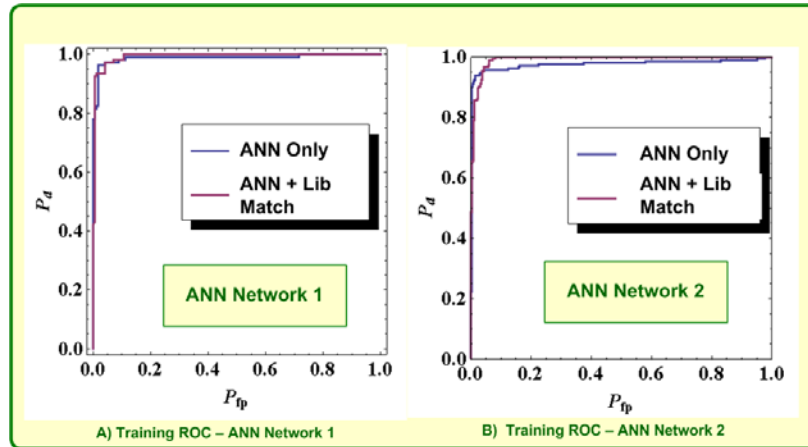 1.0
0.8
0.6
0.4
0.2
0.0
P_d
ANN Only
ANN + Lib
Match
ANN Network 1
0.0 0.2 0.4 0.6 0.8 1.0
P_fp
A) Training ROC – ANN Network 1
1.0
0.8
0.6
0.4
0.2
0.0
P_d
ANN Only
ANN + Lib
Match
ANN Network 2
0.0 0.2 0.4 0.6 0.8 1.0
P_fp
B) Training ROC – ANN Network 2